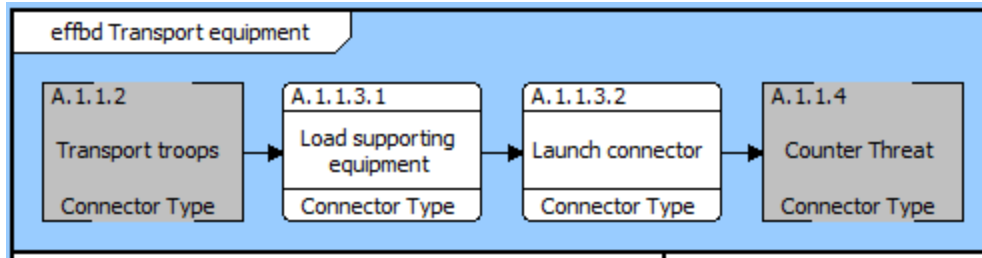 effbd Transport equipment
A.1.1.2
Transport troops
Connector Type
A.1.1.3.1
Load supporting
equipment
Connector Type
A.1.1.3.2
Launch connector
Connector Type
A.1.1.4
Counter Threat
Connector Type